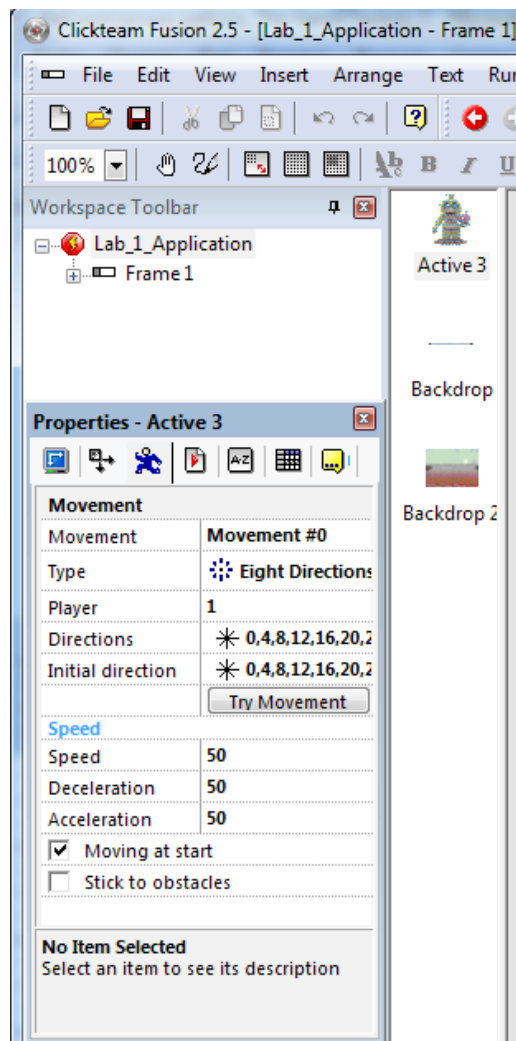 Clickteam Fusion 2.5 - [Lab_1_Application - Frame 1]
File Edit View Insert Arrange Text Ru
100% B I U
Workspace Toolbar
Lab_1_Application
Frame 1
Active 3
Backdrop
Backdrop 2
Properties - Active 3
A-Z
Movement
Movement Movement #0
Type Eight Directions
Player 1
Directions 0,4,8,12,16,20,2
Initial direction 0,4,8,12,16,20,2
Try Movement
Speed
Speed 50
Deceleration 50
Acceleration 50
Moving at start
Stick to obstacles
No Item Selected
Select an item to see its description